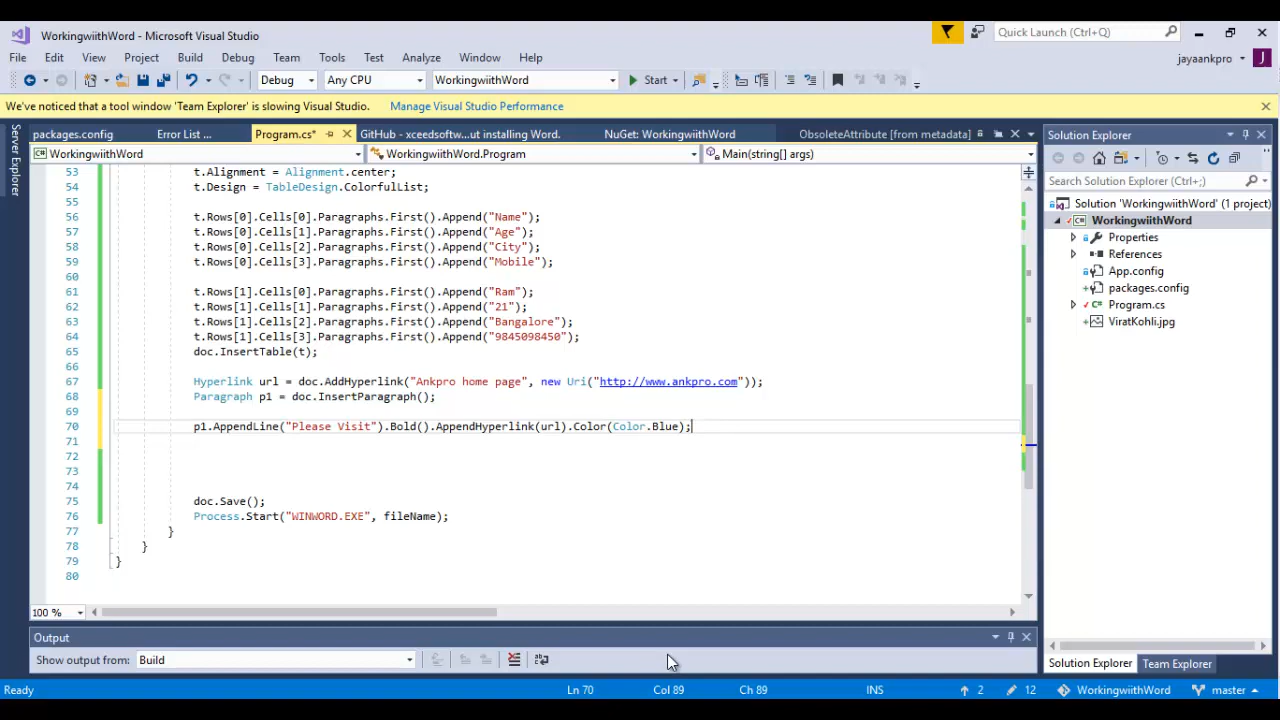 WorkingwiithWord - Microsoft Visual Studio
Quick Launch (Ctrl+Q)
File Edit View Project Build Debug Team Tools Test Analyze Window Help
jayaankpro J
Debug Any CPU WorkingwiithWord Start
We've noticed that a tool window 'Team Explorer' is slowing Visual Studio. Manage Visual Studio Performance
Server Explorer
packages.config Error List ... Program.cs* GitHub - xceedsoftw...ut installing Word. NuGet: WorkingwiithWord ObsoleteAttribute [from metadata]
WorkingwiithWord WorkingwiithWord.Program Main(string[] args)
53 t.Alignment = Alignment.center;
54 t.Design = TableDesign.ColorfulList;
55
56 t.Rows[0].Cells[0].Paragraphs.First().Append("Name");
57 t.Rows[0].Cells[1].Paragraphs.First().Append("Age");
58 t.Rows[0].Cells[2].Paragraphs.First().Append("City");
59 t.Rows[0].Cells[3].Paragraphs.First().Append("Mobile");
60
61 t.Rows[1].Cells[0].Paragraphs.First().Append("Ram");
62 t.Rows[1].Cells[1].Paragraphs.First().Append("21");
63 t.Rows[1].Cells[2].Paragraphs.First().Append("Bangalore");
64 t.Rows[1].Cells[3].Paragraphs.First().Append("9845098450");
65 doc.InsertTable(t);
66
67 Hyperlink url = doc.AddHyperlink("Ankpro home page", new Uri("http://www.ankpro.com"));
68 Paragraph p1 = doc.InsertParagraph();
69
70 p1.AppendLine("Please Visit").Bold().AppendHyperlink(url).Color(Color.Blue);
71
72
73
74
75 doc.Save();
76 Process.Start("WINWORD.EXE", fileName);
77 }
78 }
79 }
80
100 %
Output
Show output from: Build
Solution Explorer
Search Solution Explorer (Ctrl+;)
Solution 'WorkingwiithWord' (1 project)
WorkingwiithWord
Properties
References
App.config
packages.config
Program.cs
ViratKohli.jpg
Solution Explorer Team Explorer
Ready Ln 70 Col 89 Ch 89 INS 2 12 WorkingwiithWord master